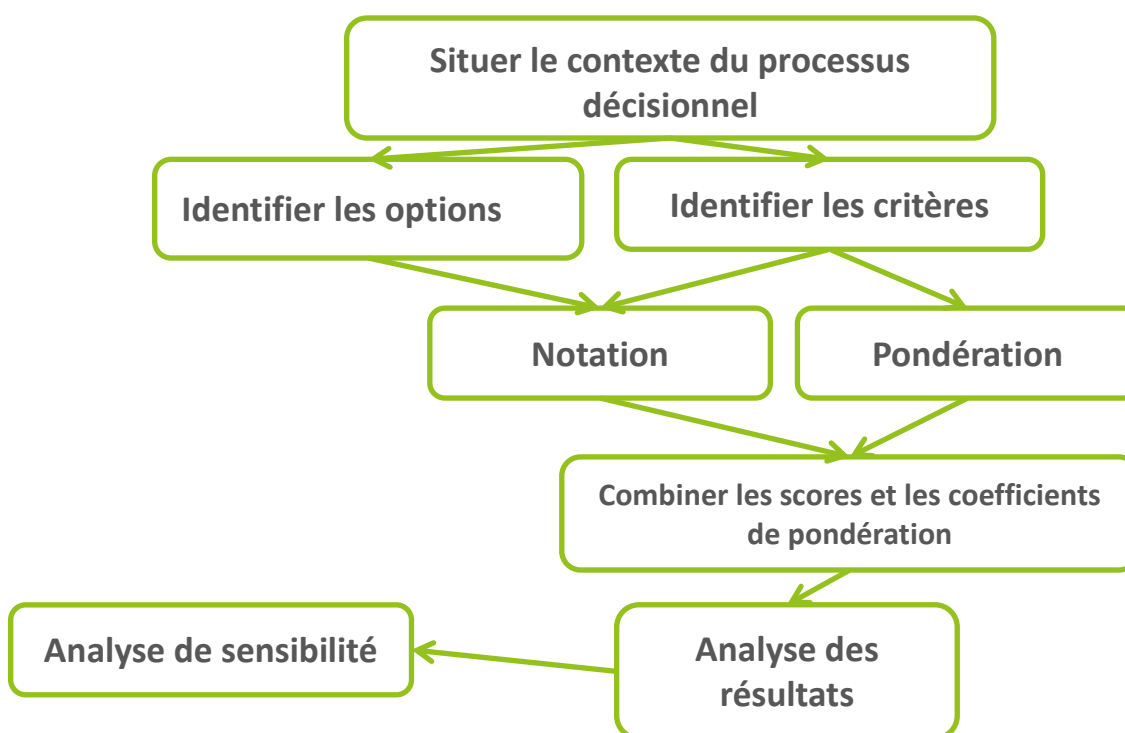 Situer le contexte du processus
décisionnel
Identifier les options
Identifier les critères
Notation
Pondération
Combiner les scores et les coefficients
de pondération
Analyse de sensibilité
Analyse des
résultats